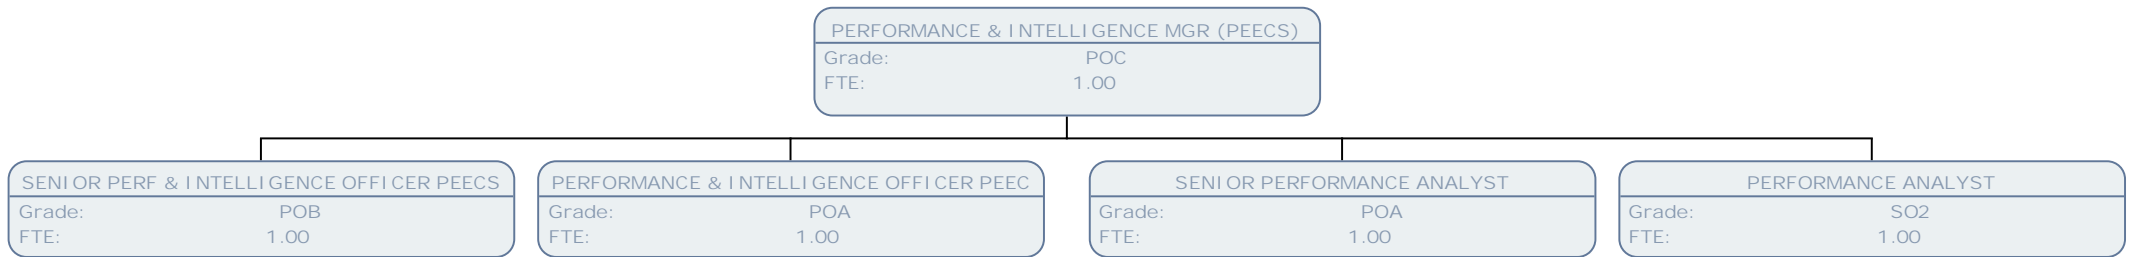 PERFORMANCE & INTELLIGENCE MGR (PEECS)
Grade: POC
FTE: 1.00
SENIOR PERF & INTELLIGENCE OFFICER PEECS
Grade: POB
FTE: 1.00
PERFORMANCE & INTELLIGENCE OFFICER PEEC
Grade: POA
FTE: 1.00
SENIOR PERFORMANCE ANALYST
Grade: POA
FTE: 1.00
PERFORMANCE ANALYST
Grade: SO2
FTE: 1.00